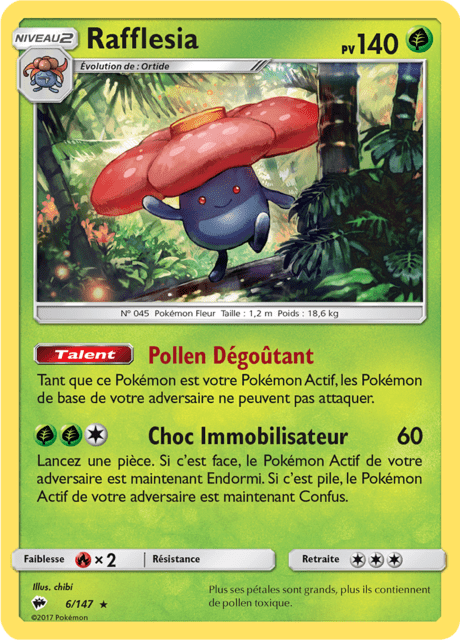 NIVEAU2
Rafflesia
PV140
Évolution de : Ortide
N° 045 Pokémon Fleur Taille : 1,2 m Poids : 18,6 kg
Talent Pollen Dégoûtant
Tant que ce Pokémon est votre Pokémon Actif, les Pokémon
de base de votre adversaire ne peuvent pas attaquer.
Choc Immobilisateur 60
Lancez une pièce. Si c'est face, le Pokémon Actif de votre
adversaire est maintenant Endormi. Si c'est pile, le Pokémon
Actif de votre adversaire est maintenant Confus.
Faiblesse × 2 Résistance Retraite
Illus. chibi
6/147 ★
©2017 Pokémon
Plus ses pétales sont grands, plus ils contiennent
de pollen toxique.